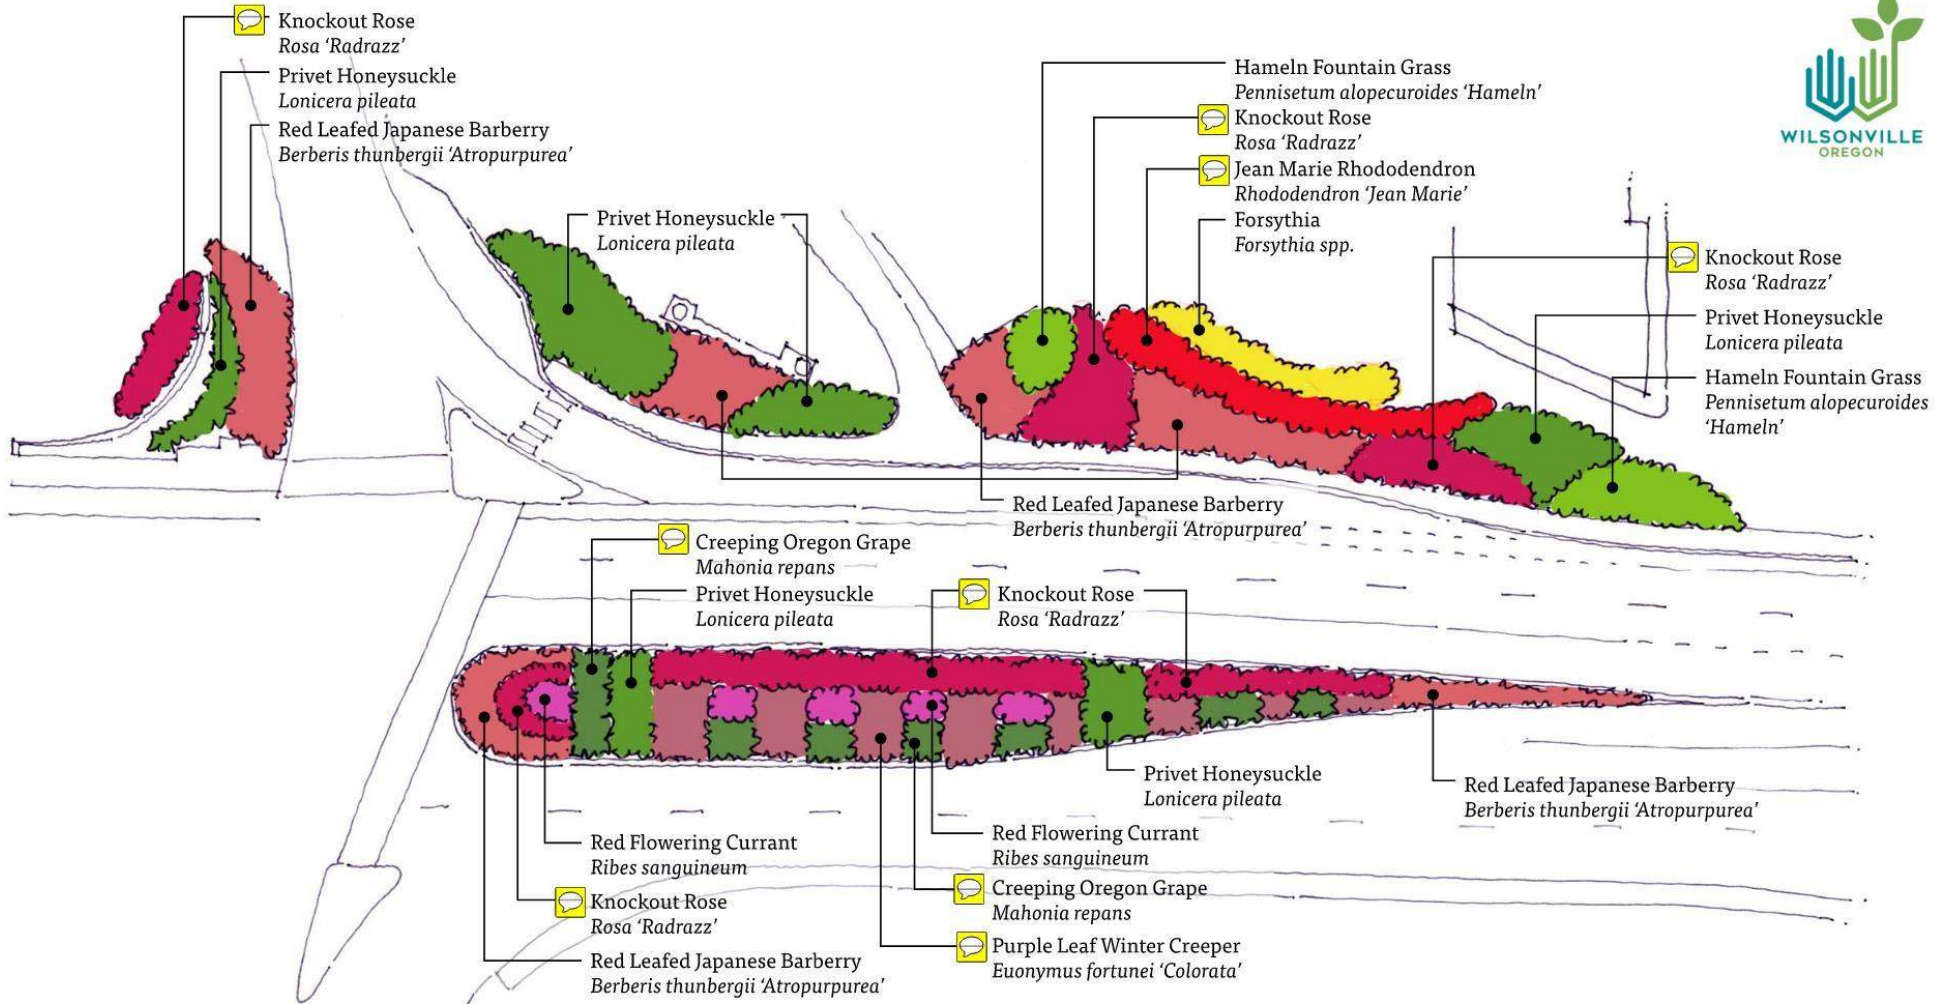 Knockout Rose
Rosa ‘Radrazz’
Privet Honeysuckle
Lonicera pileata
Red Leafed Japanese Barberry
Berberis thunbergii ‘Atropurpurea’
Privet Honeysuckle
Lonicera pileata
Hameln Fountain Grass
Pennisetum alopecuroides ‘Hameln’
Knockout Rose
Rosa ‘Radrazz’
Jean Marie Rhododendron
Rhododendron ‘Jean Marie’
Forsythia
Forsythia spp.
WILSONVILLE
OREGON
Knockout Rose
Rosa ‘Radrazz’
Privet Honeysuckle
Lonicera pileata
Hameln Fountain Grass
Pennisetum alopecuroides
‘Hameln’
Red Leafed Japanese Barberry
Berberis thunbergii ‘Atropurpurea’
Creeping Oregon Grape
Mahonia repans
Privet Honeysuckle
Lonicera pileata
Knockout Rose
Rosa ‘Radrazz’
Privet Honeysuckle
Lonicera pileata
Red Leafed Japanese Barberry
Berberis thunbergii ‘Atropurpurea’
Red Flowering Currant
Ribes sanguineum
Knockout Rose
Rosa ‘Radrazz’
Red Leafed Japanese Barberry
Berberis thunbergii ‘Atropurpurea’
Red Flowering Currant
Ribes sanguineum
Creeping Oregon Grape
Mahonia repans
Purple Leaf Winter Creeper
Euonymus fortunei ‘Colorata’